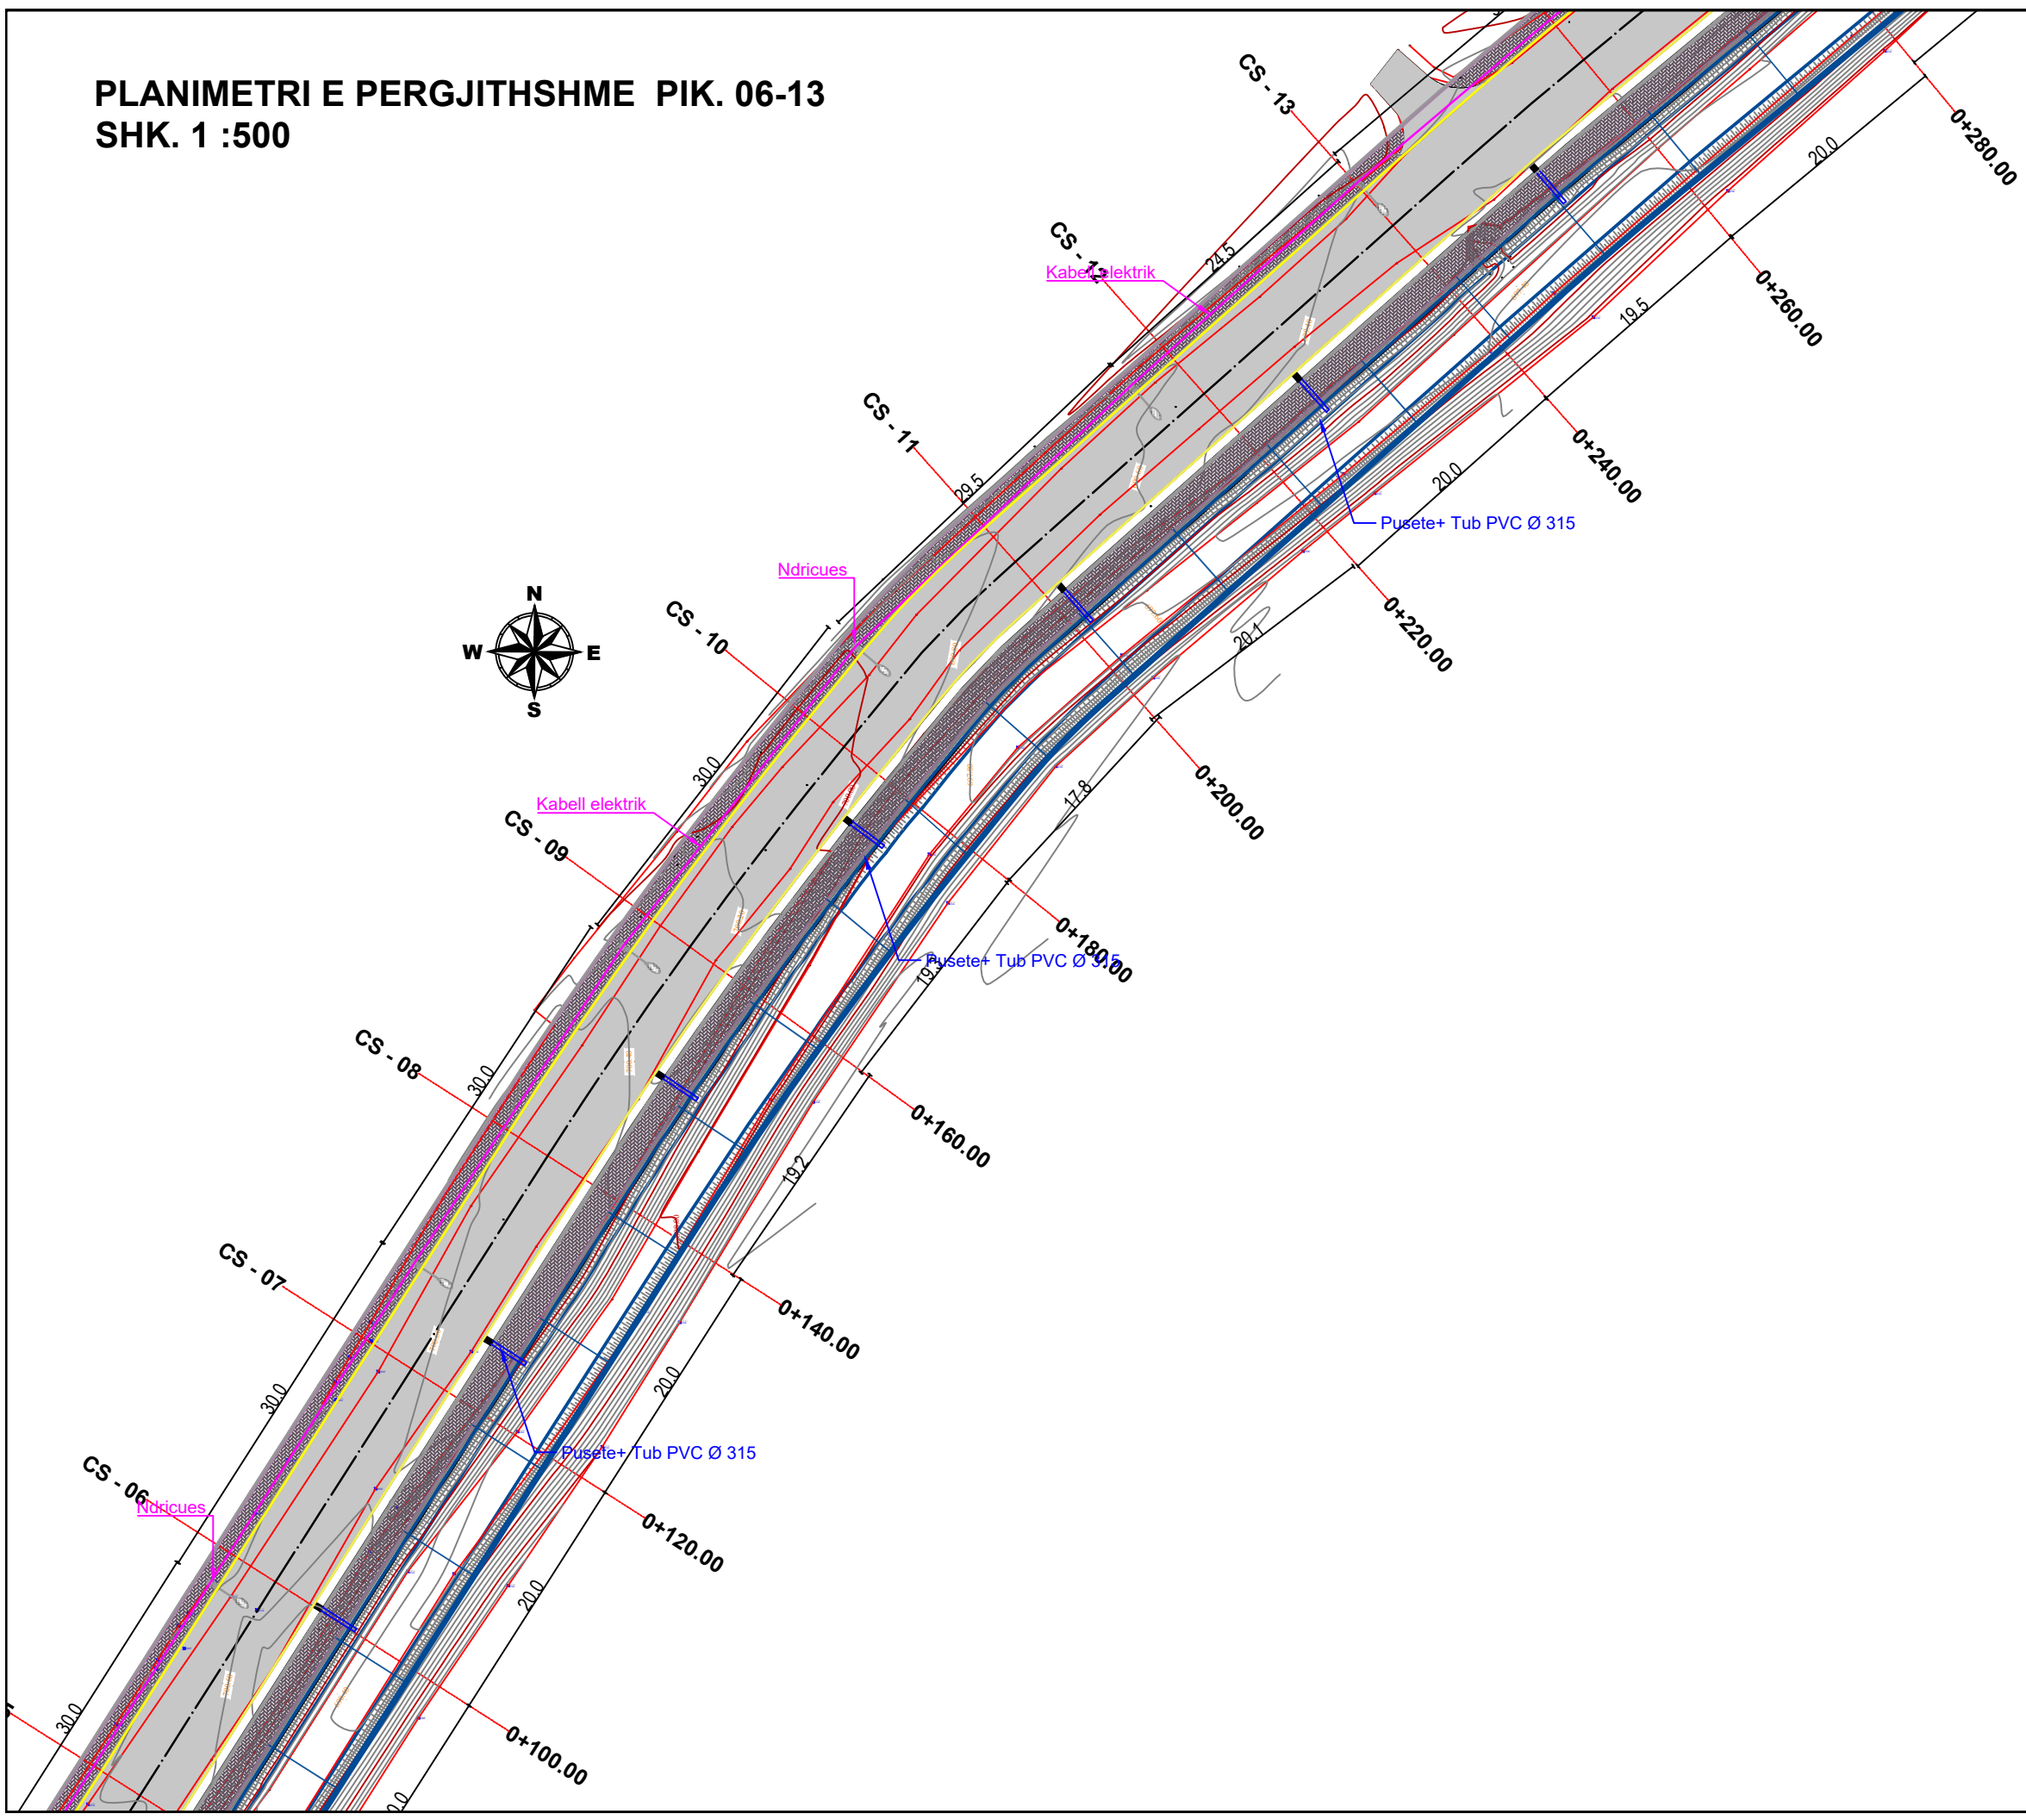 PLANIMETRI E PERGJITHSHME PIK. 06-13
SHK. 1 :500
CS - 13
0+280.00
20.0
CS - 12
Kabell elektrik
24.5
0+260.00
19.5
CS - 11
29.5
0+240.00
20.0
Pusete+ Tub PVC Ø 315
Ndricues
N
W
E
S
CS - 10
0+220.00
20.1
30.0
0+200.00
17.8
Kabell elektrik
CS - 09
0+180.00
Pusete+ Tub PVC Ø 315
19.3
CS - 08
30.0
0+160.00
19.2
CS - 07
0+140.00
30.0
20.0
Pusete+ Tub PVC Ø 315
CS - 06
Ndricues
0+120.00
20.0
30.0
0+100.00